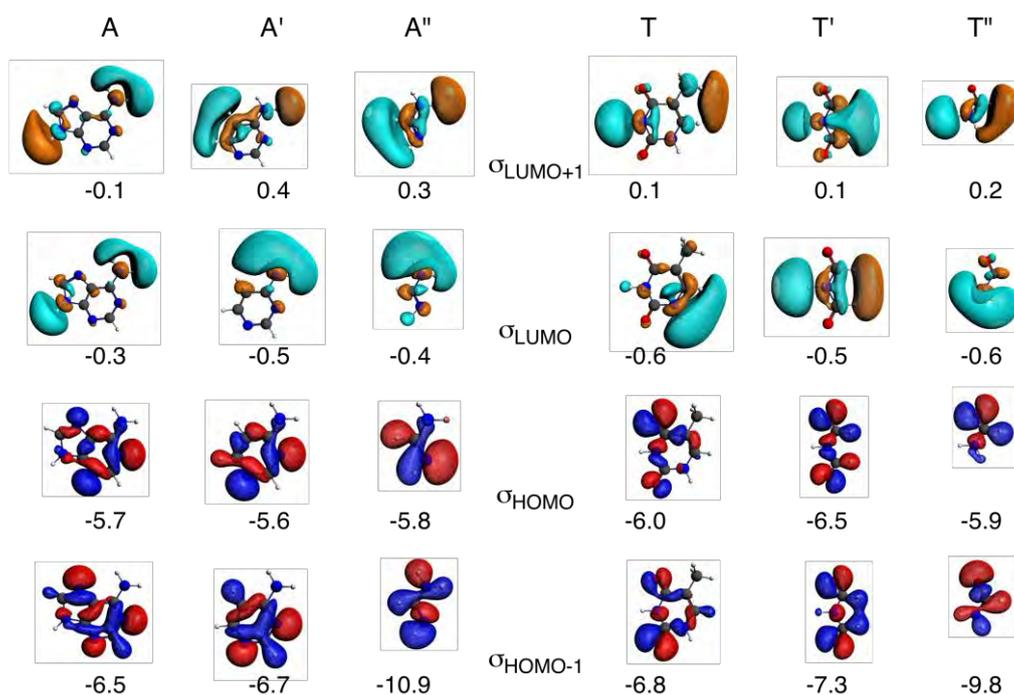 A A' A" T T' T"
σLUMO+1
-0.1 0.4 0.3 0.1 0.1 0.2
σLUMO
-0.3 -0.5 -0.4 -0.6 -0.5 -0.6
σHOMO
-5.7 -5.6 -5.8 -6.0 -6.5 -5.9
σHOMO-1
-6.5 -6.7 -10.9 -6.8 -7.3 -9.8